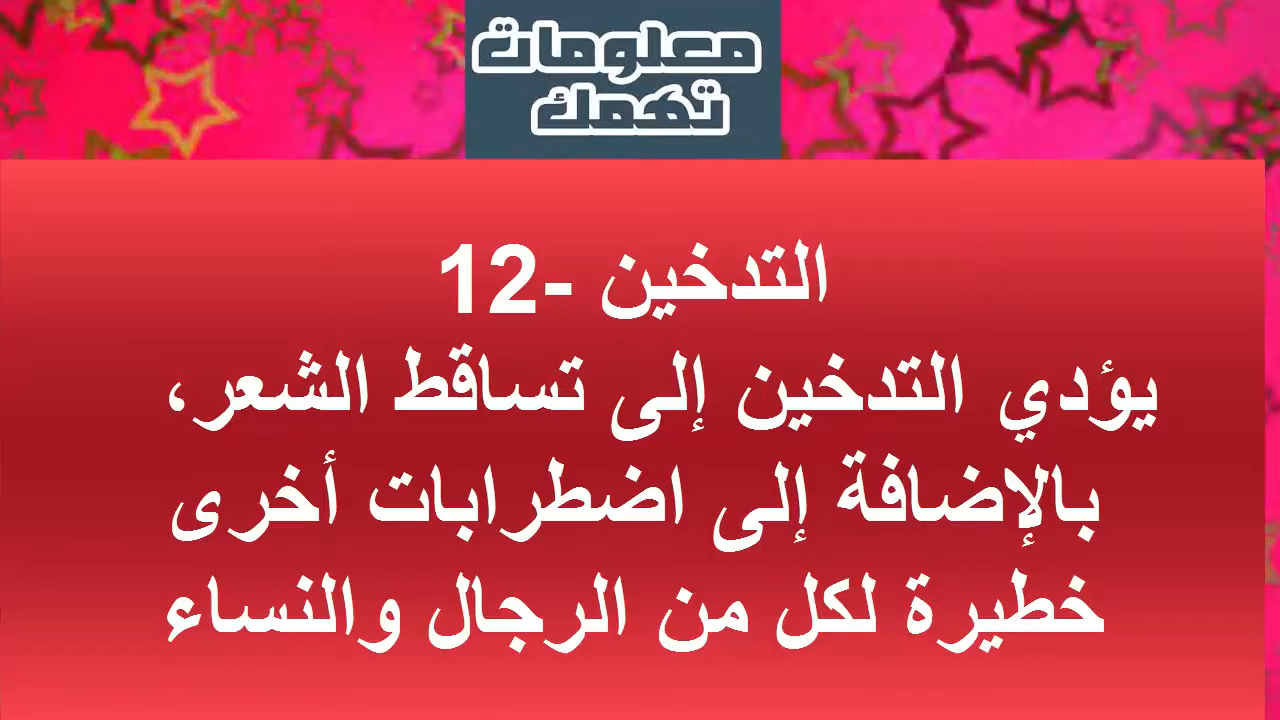 معلومات
تهمك
12- التدخين
يؤدي التدخين إلى تساقط الشعر،
بالإضافة إلى اضطرابات أخرى
خطيرة لكل من الرجال والنساء